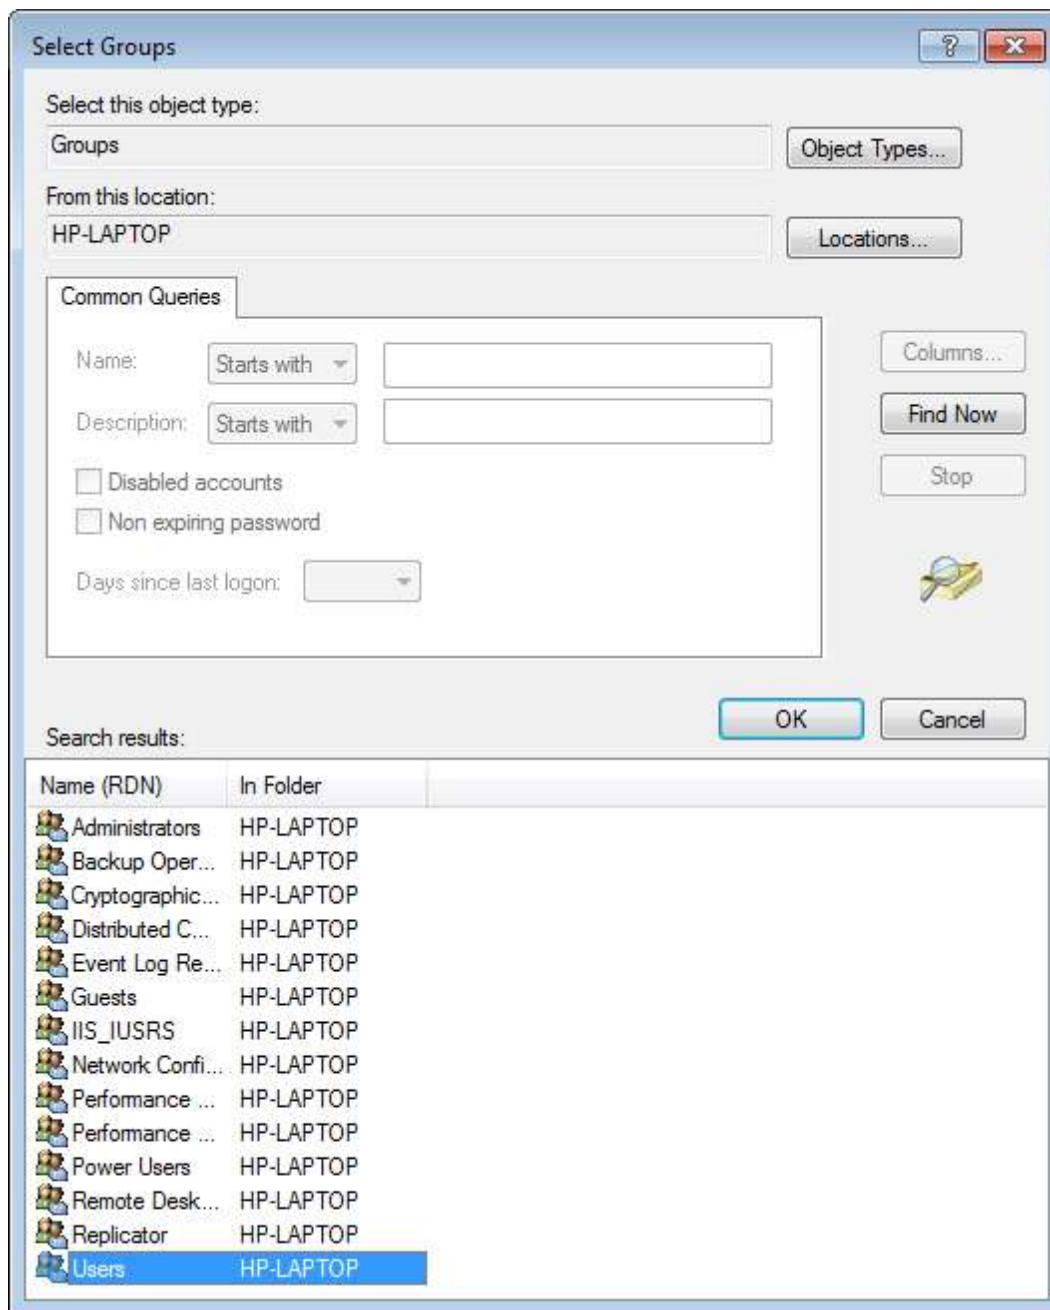 Select Groups
Select this object type:
Groups
Object Types...
From this location:
HP-LAPTOP
Locations...
Common Queries
Name: Starts with
Columns...
Description: Starts with
Find Now
Disabled accounts
Stop
Non expiring password
Days since last logon:
OK
Cancel
Search results:
Name (RDN) In Folder
Administrators HP-LAPTOP
Backup Oper... HP-LAPTOP
Cryptographic... HP-LAPTOP
Distributed C... HP-LAPTOP
Event Log Re... HP-LAPTOP
Guests HP-LAPTOP
IIS_IUSRS HP-LAPTOP
Network Confi... HP-LAPTOP
Performance ... HP-LAPTOP
Performance ... HP-LAPTOP
Power Users HP-LAPTOP
Remote Desk... HP-LAPTOP
Replicator HP-LAPTOP
Users HP-LAPTOP